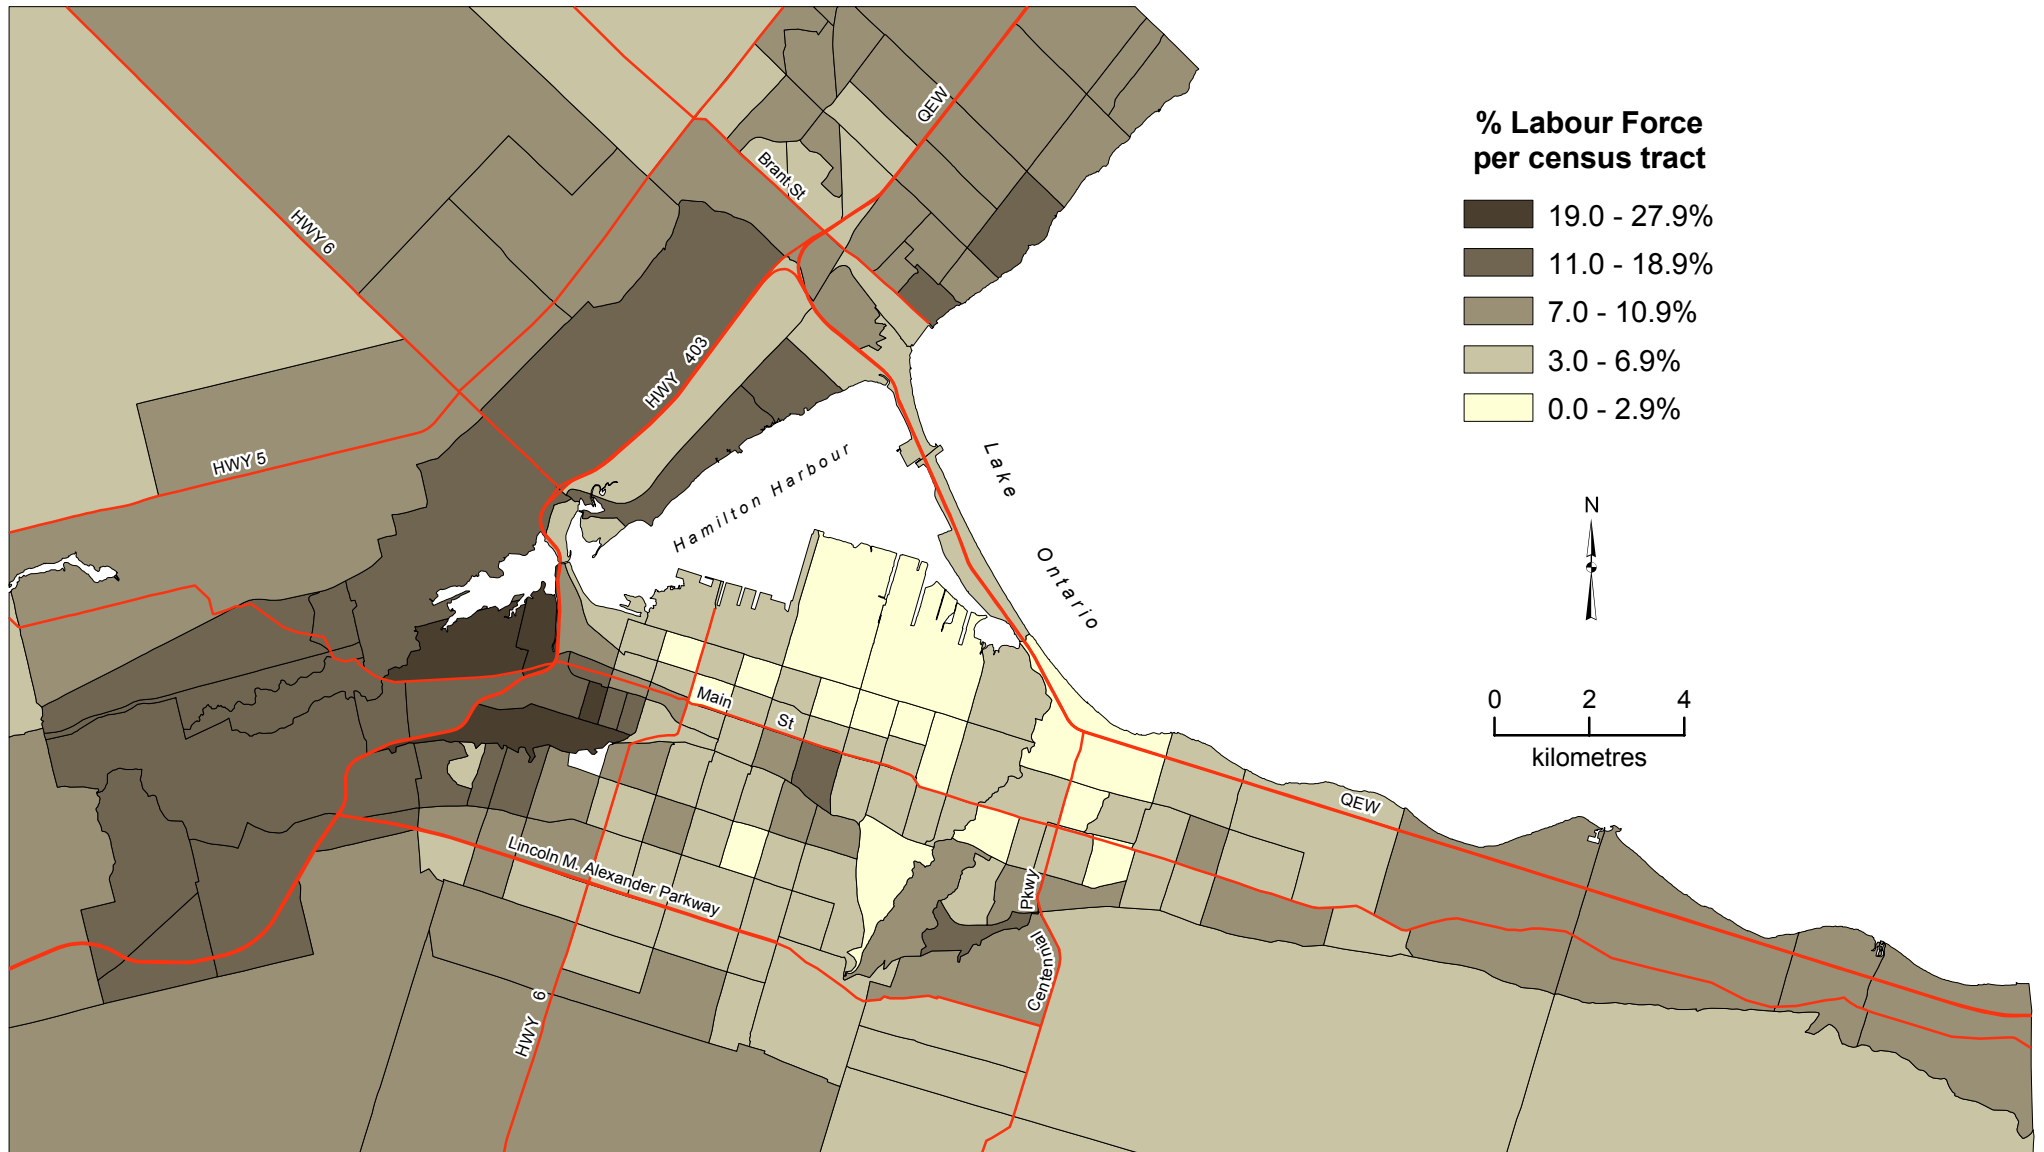 QEW
% Labour Force
per census tract
19.0 - 27.9%
11.0 - 18.9%
7.0 - 10.9%
3.0 - 6.9%
0.0 - 2.9%
Brant St
HWY 6
HWY 403
HWY 5
Hamilton Harbour
Lake
Ontario
N
0 2 4
kilometres
Main St
QEW
Lincoln M. Alexander Parkway
Centennial Pkwy
HWY 6